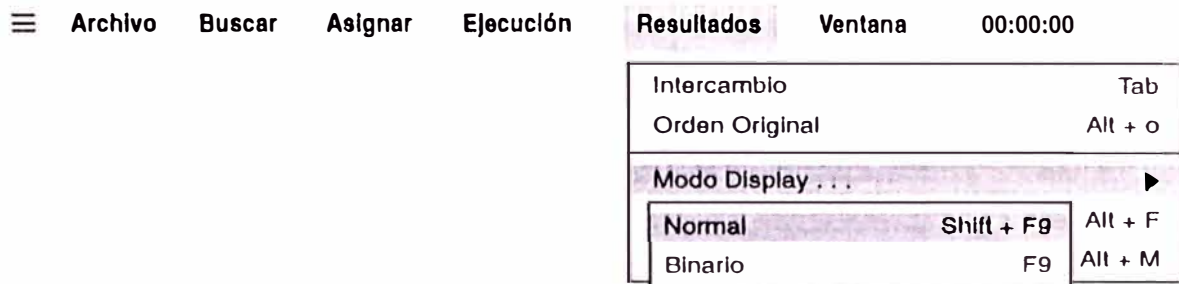 ☰ Archivo Buscar Asignar Ejecución Resultados Ventana 00:00:00
Intercambio Tab
Orden Original Alt + o
Modo Display . . . ▶
Normal Shift + F9 Alt + F
Binario F9 Alt + M